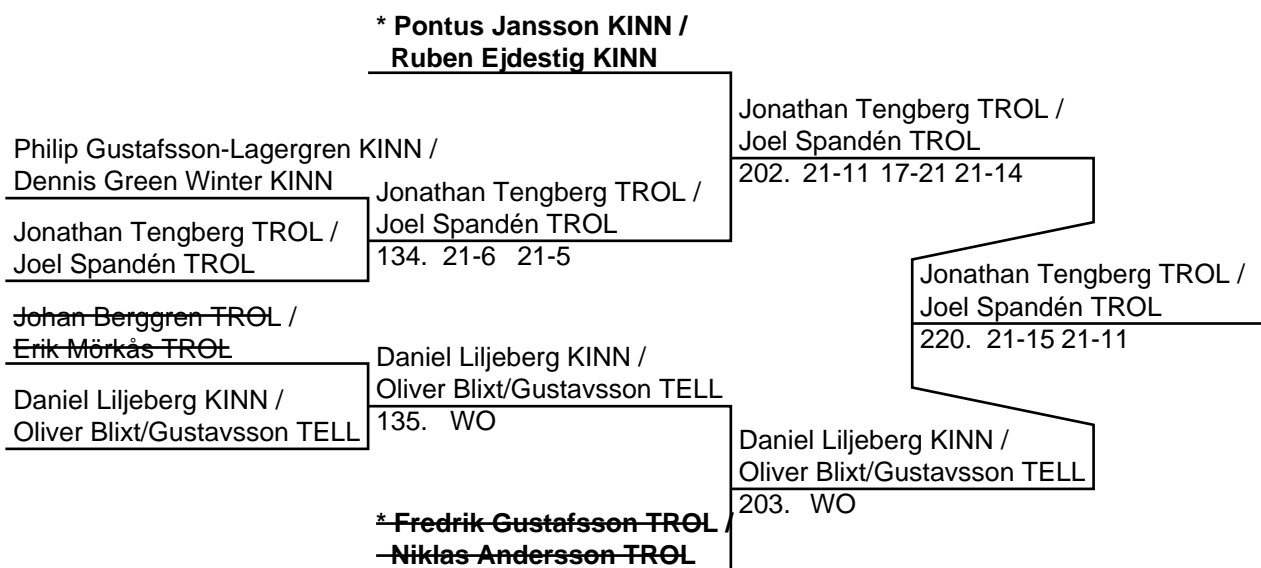 * Pontus Jansson KINN /
Ruben Ejdestig KINN
Jonathan Tengberg TROL /
Joel Spandén TROL
202. 21-11 17-21 21-14
Philip Gustafsson-Lagergren KINN /
Dennis Green Winter KINN
Jonathan Tengberg TROL /
Joel Spandén TROL
134. 21-6 21-5
Jonathan Tengberg TROL /
Joel Spandén TROL
Jonathan Tengberg TROL /
Joel Spandén TROL
220. 21-15 21-11
Johan Berggren TROL /
Erik Mörkås TROL
Daniel Liljeberg KINN /
Oliver Blixt/Gustavsson TELL
135. WO
Daniel Liljeberg KINN /
Oliver Blixt/Gustavsson TELL
Daniel Liljeberg KINN /
Oliver Blixt/Gustavsson TELL
203. WO
* Fredrik Gustafsson TROL /
Niklas Andersson TROL